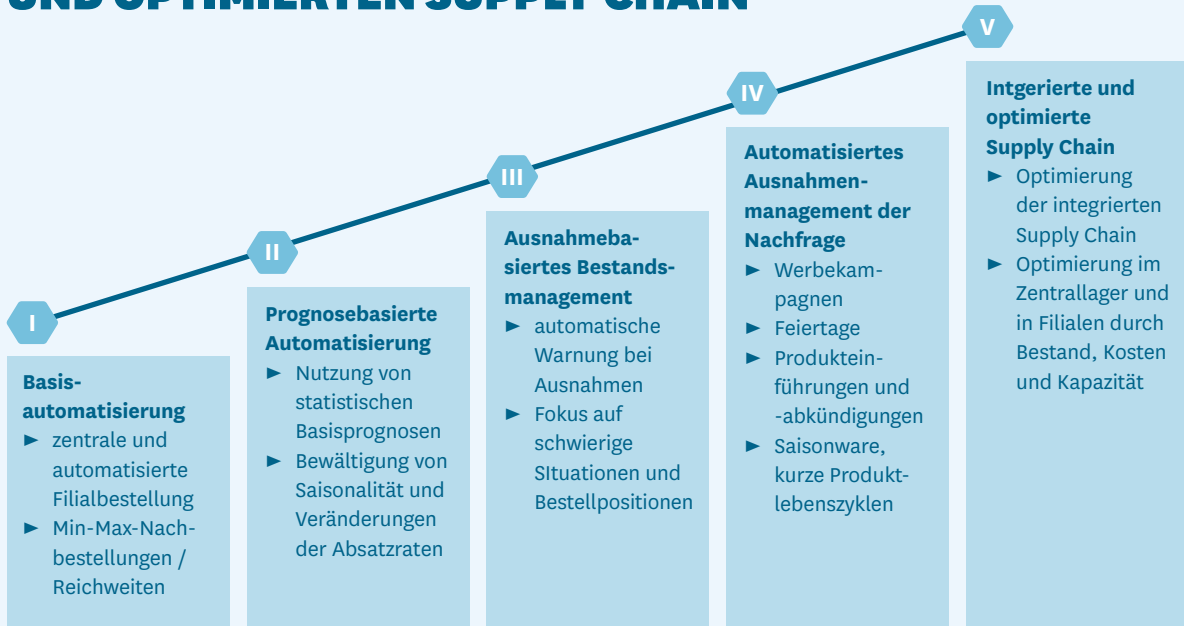 UND OPTIMIERTEN SUPPLY CHAIN
I
Basis-
automatisierung
► zentrale und
automatisierte
Filialbestellung
► Min-Max-Nach-
bestellungen /
Reichweiten
II
Prognosebasierte
Automatisierung
► Nutzung von
statistischen
Basisprognosen
► Bewältigung von
Saisonalität und
Veränderungen
der Absatzraten
III
Ausnahmeba-
siertes Bestands-
management
► automatische
Warnung bei
Ausnahmen
► Fokus auf
schwierige
SItuationen und
Bestellpositionen
IV
Automatisiertes
Ausnahmen-
management der
Nachfrage
► Werbekam-
pagnen
► Feiertage
► Produktein-
führungen und
-abkündigungen
► Saisonware,
kurze Produkt-
lebenszyklen
V
Intgerierte und
optimierte
Supply Chain
► Optimierung
der integrierten
Supply Chain
► Optimierung im
Zentrallager und
in Filialen durch
Bestand, Kosten
und Kapazität